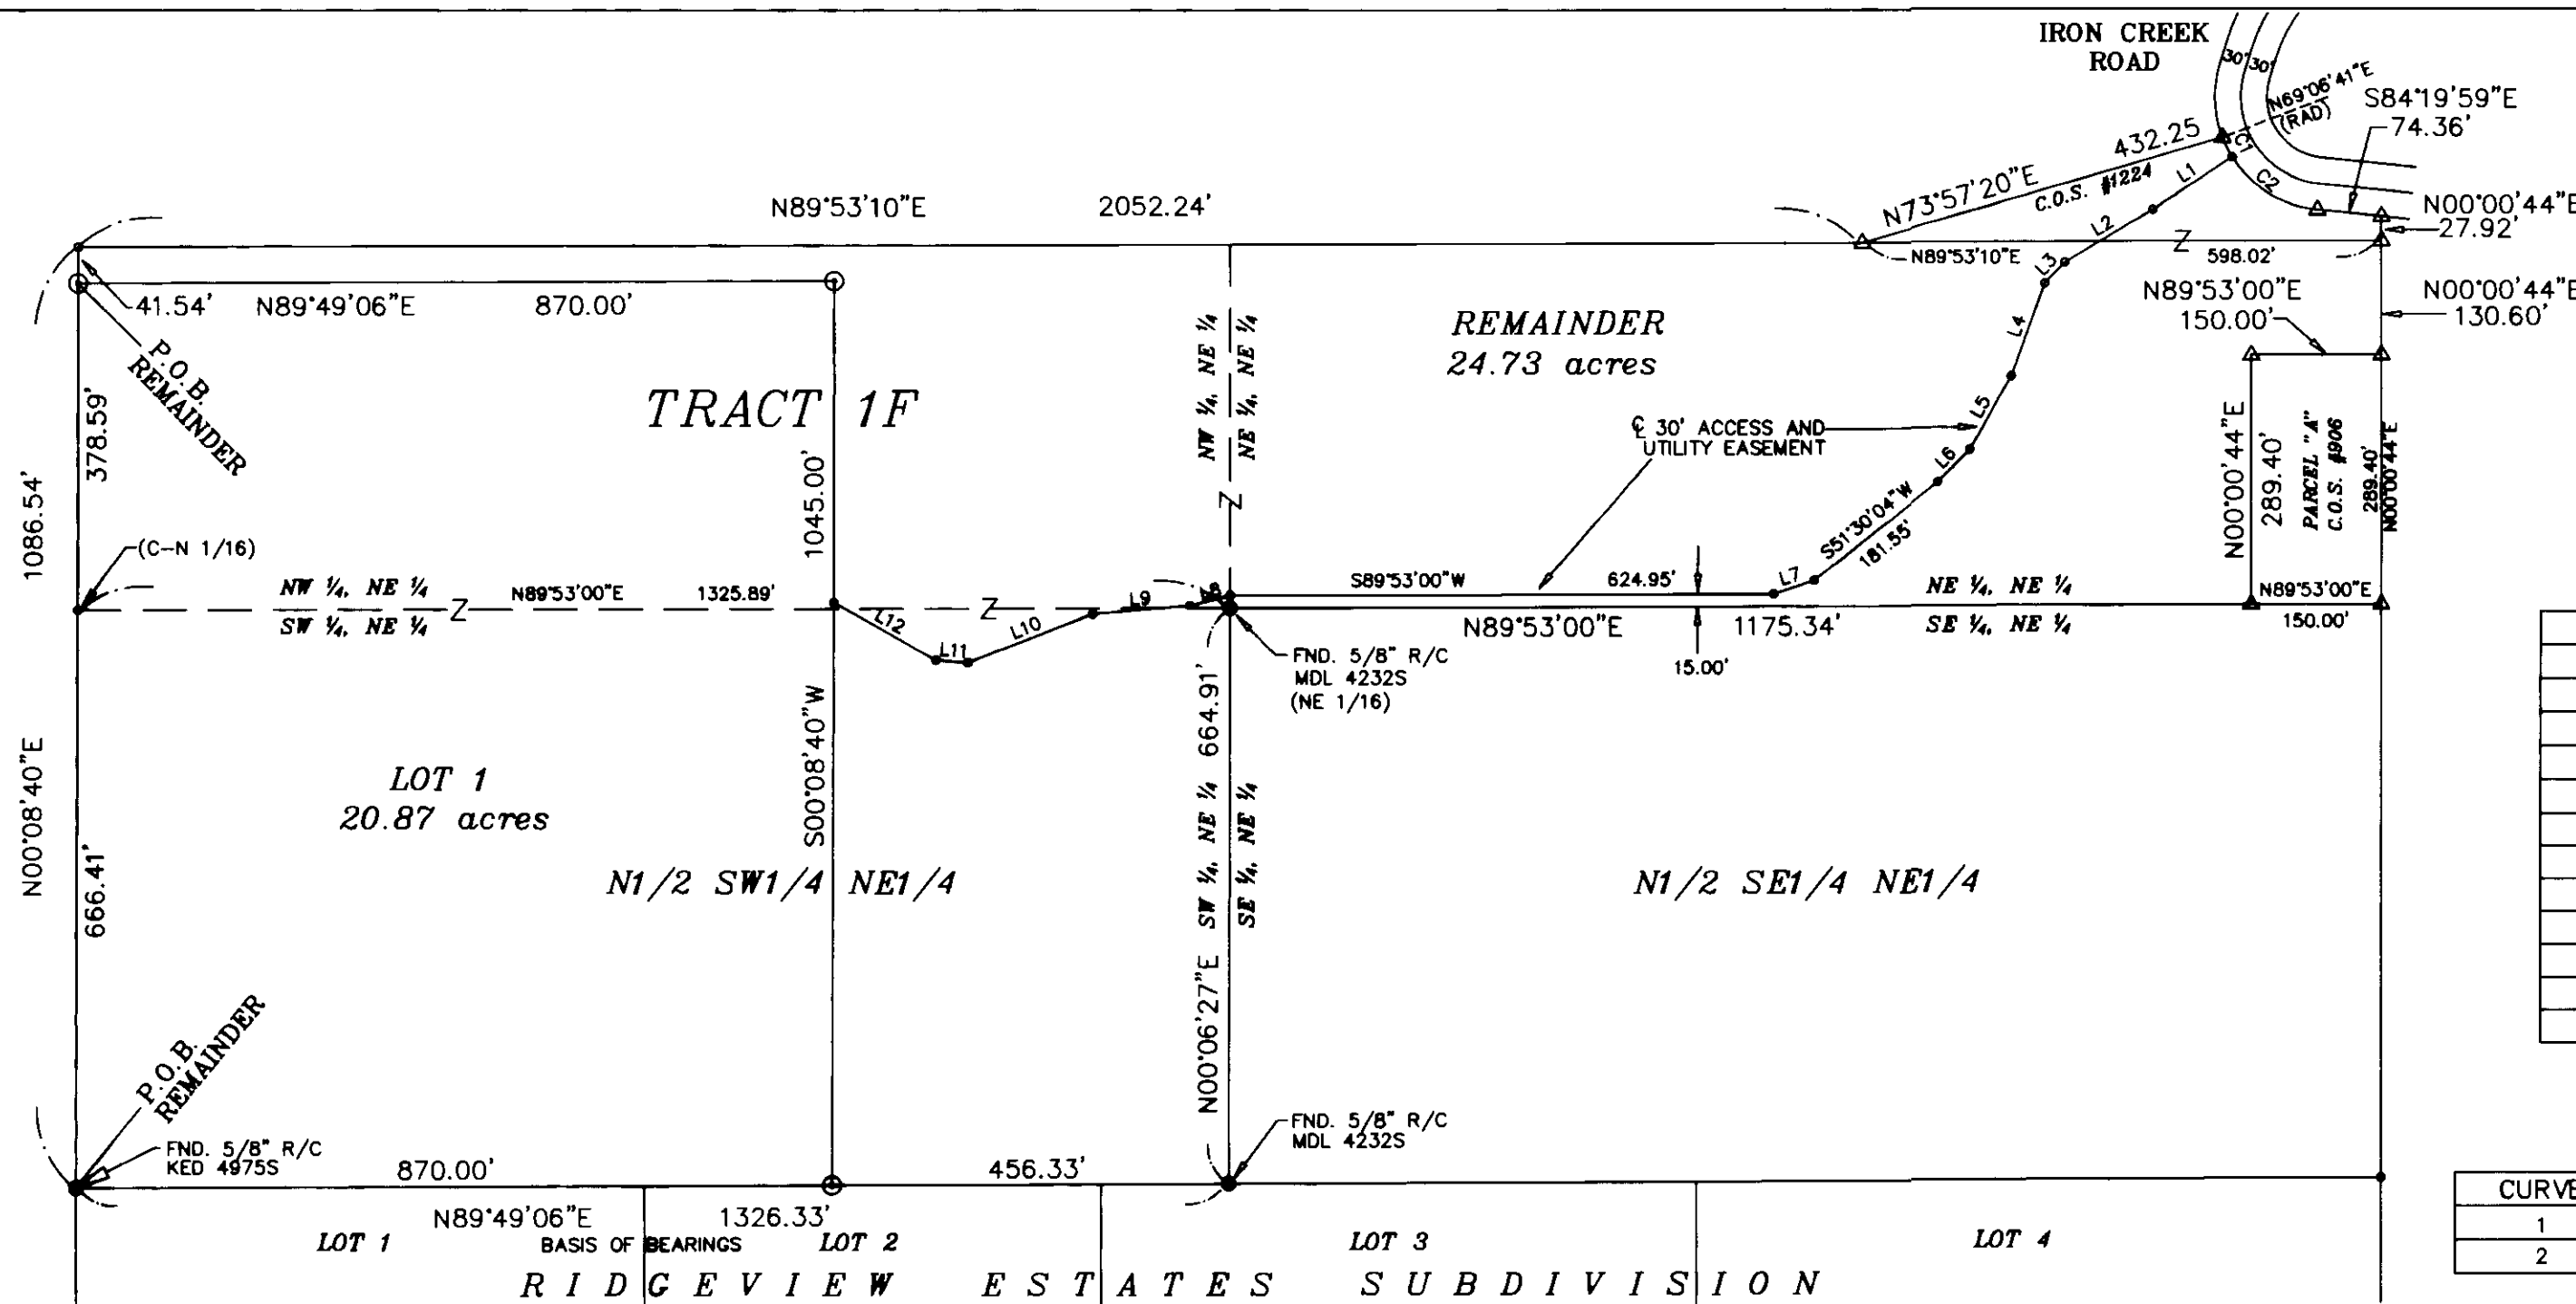 IRON CREEK
ROAD
30' 30'
N69°06'41"E
(RAD)
S84°19'59"E
74.36'
C1
C2
432.25
N73°57'20"E
C.O.S. #1224
L1
L2
L3
L4
L5
L6
L7
N00°00'44"E
27.92'
N89°53'10"E
2052.24'
N89°53'10"E
Z
598.02'
N89°53'00"E
150.00'
N00°00'44"E
130.60'
41.54'
N89°49'06"E
870.00'
P.O.B.
REMAINDER
378.59'
1086.54'
TRACT 1F
1045.00'
NW ¼, NE ¼
NE ¼, NE ¼
Z
REMAINDER
24.73 acres
℄ 30' ACCESS AND
UTILITY EASEMENT
S51°30'04"W
181.55'
N00°00'44"E
289.40'
PARCEL "A"
C.O.S. #906
289.40'
N00°00'44"E
(C-N 1/16)
NW ¼, NE ¼
SW ¼, NE ¼
Z
N89°53'00"E
1325.89'
L12
L11
Z
L10
L9
L8
S89°53'00"W
624.95'
NE ¼, NE ¼
SE ¼, NE ¼
N89°53'00"E
150.00'
N89°53'00"E
1175.34'
15.00'
FND. 5/8" R/C
MDL 4232S
(NE 1/16)
664.91'
N00°06'27"E
SW ¼, NE ¼
SE ¼, NE ¼
S00°08'40"W
N00°08'40"E
666.41'
LOT 1
20.87 acres
N1/2 SW1/4 NE1/4
N1/2 SE1/4 NE1/4
P.O.B.
REMAINDER
FND. 5/8" R/C
KED 4975S
870.00'
456.33'
FND. 5/8" R/C
MDL 4232S
N89°49'06"E
1326.33'
BASIS OF BEARINGS
LOT 1
LOT 2
LOT 3
LOT 4
RIDGEVIEW ESTATES SUBDIVISION
CURVE
1
2